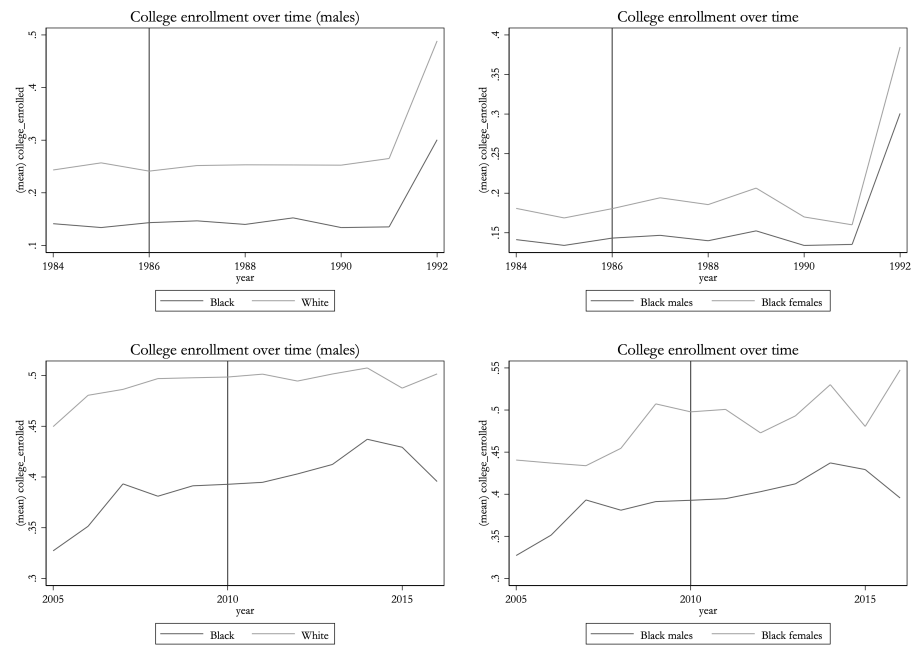 College enrollment over time (males)
(mean) college_enrolled
.5
.4
.3
.2
.1
1984 1986 1988 1990 1992
year
Black White
College enrollment over time
(mean) college_enrolled
.4
.35
.3
.25
.2
.15
1984 1986 1988 1990 1992
year
Black males Black females
College enrollment over time (males)
(mean) college_enrolled
.5
.45
.4
.35
.3
2005 2010 2015
year
Black White
College enrollment over time
(mean) college_enrolled
.55
.5
.45
.4
.35
.3
2005 2010 2015
year
Black males Black females